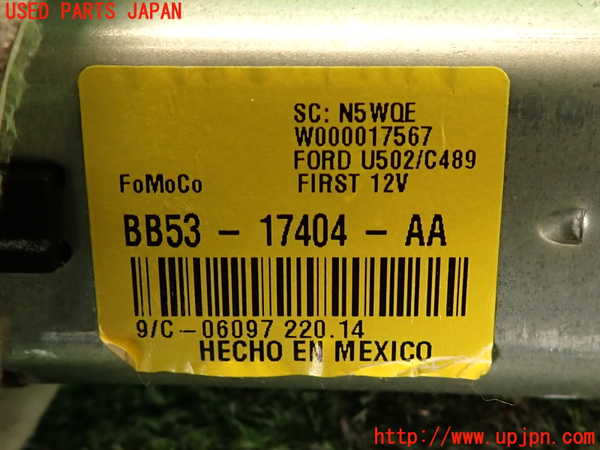 USED PARTS JAPAN
SC: N5WQE
W000017567
FORD U502/C489
FoMoCo FIRST 12V
BB53 - 17404 - AA
9/C-06097 220.14
HECHO EN MEXICO
http://www.upjpn.com/